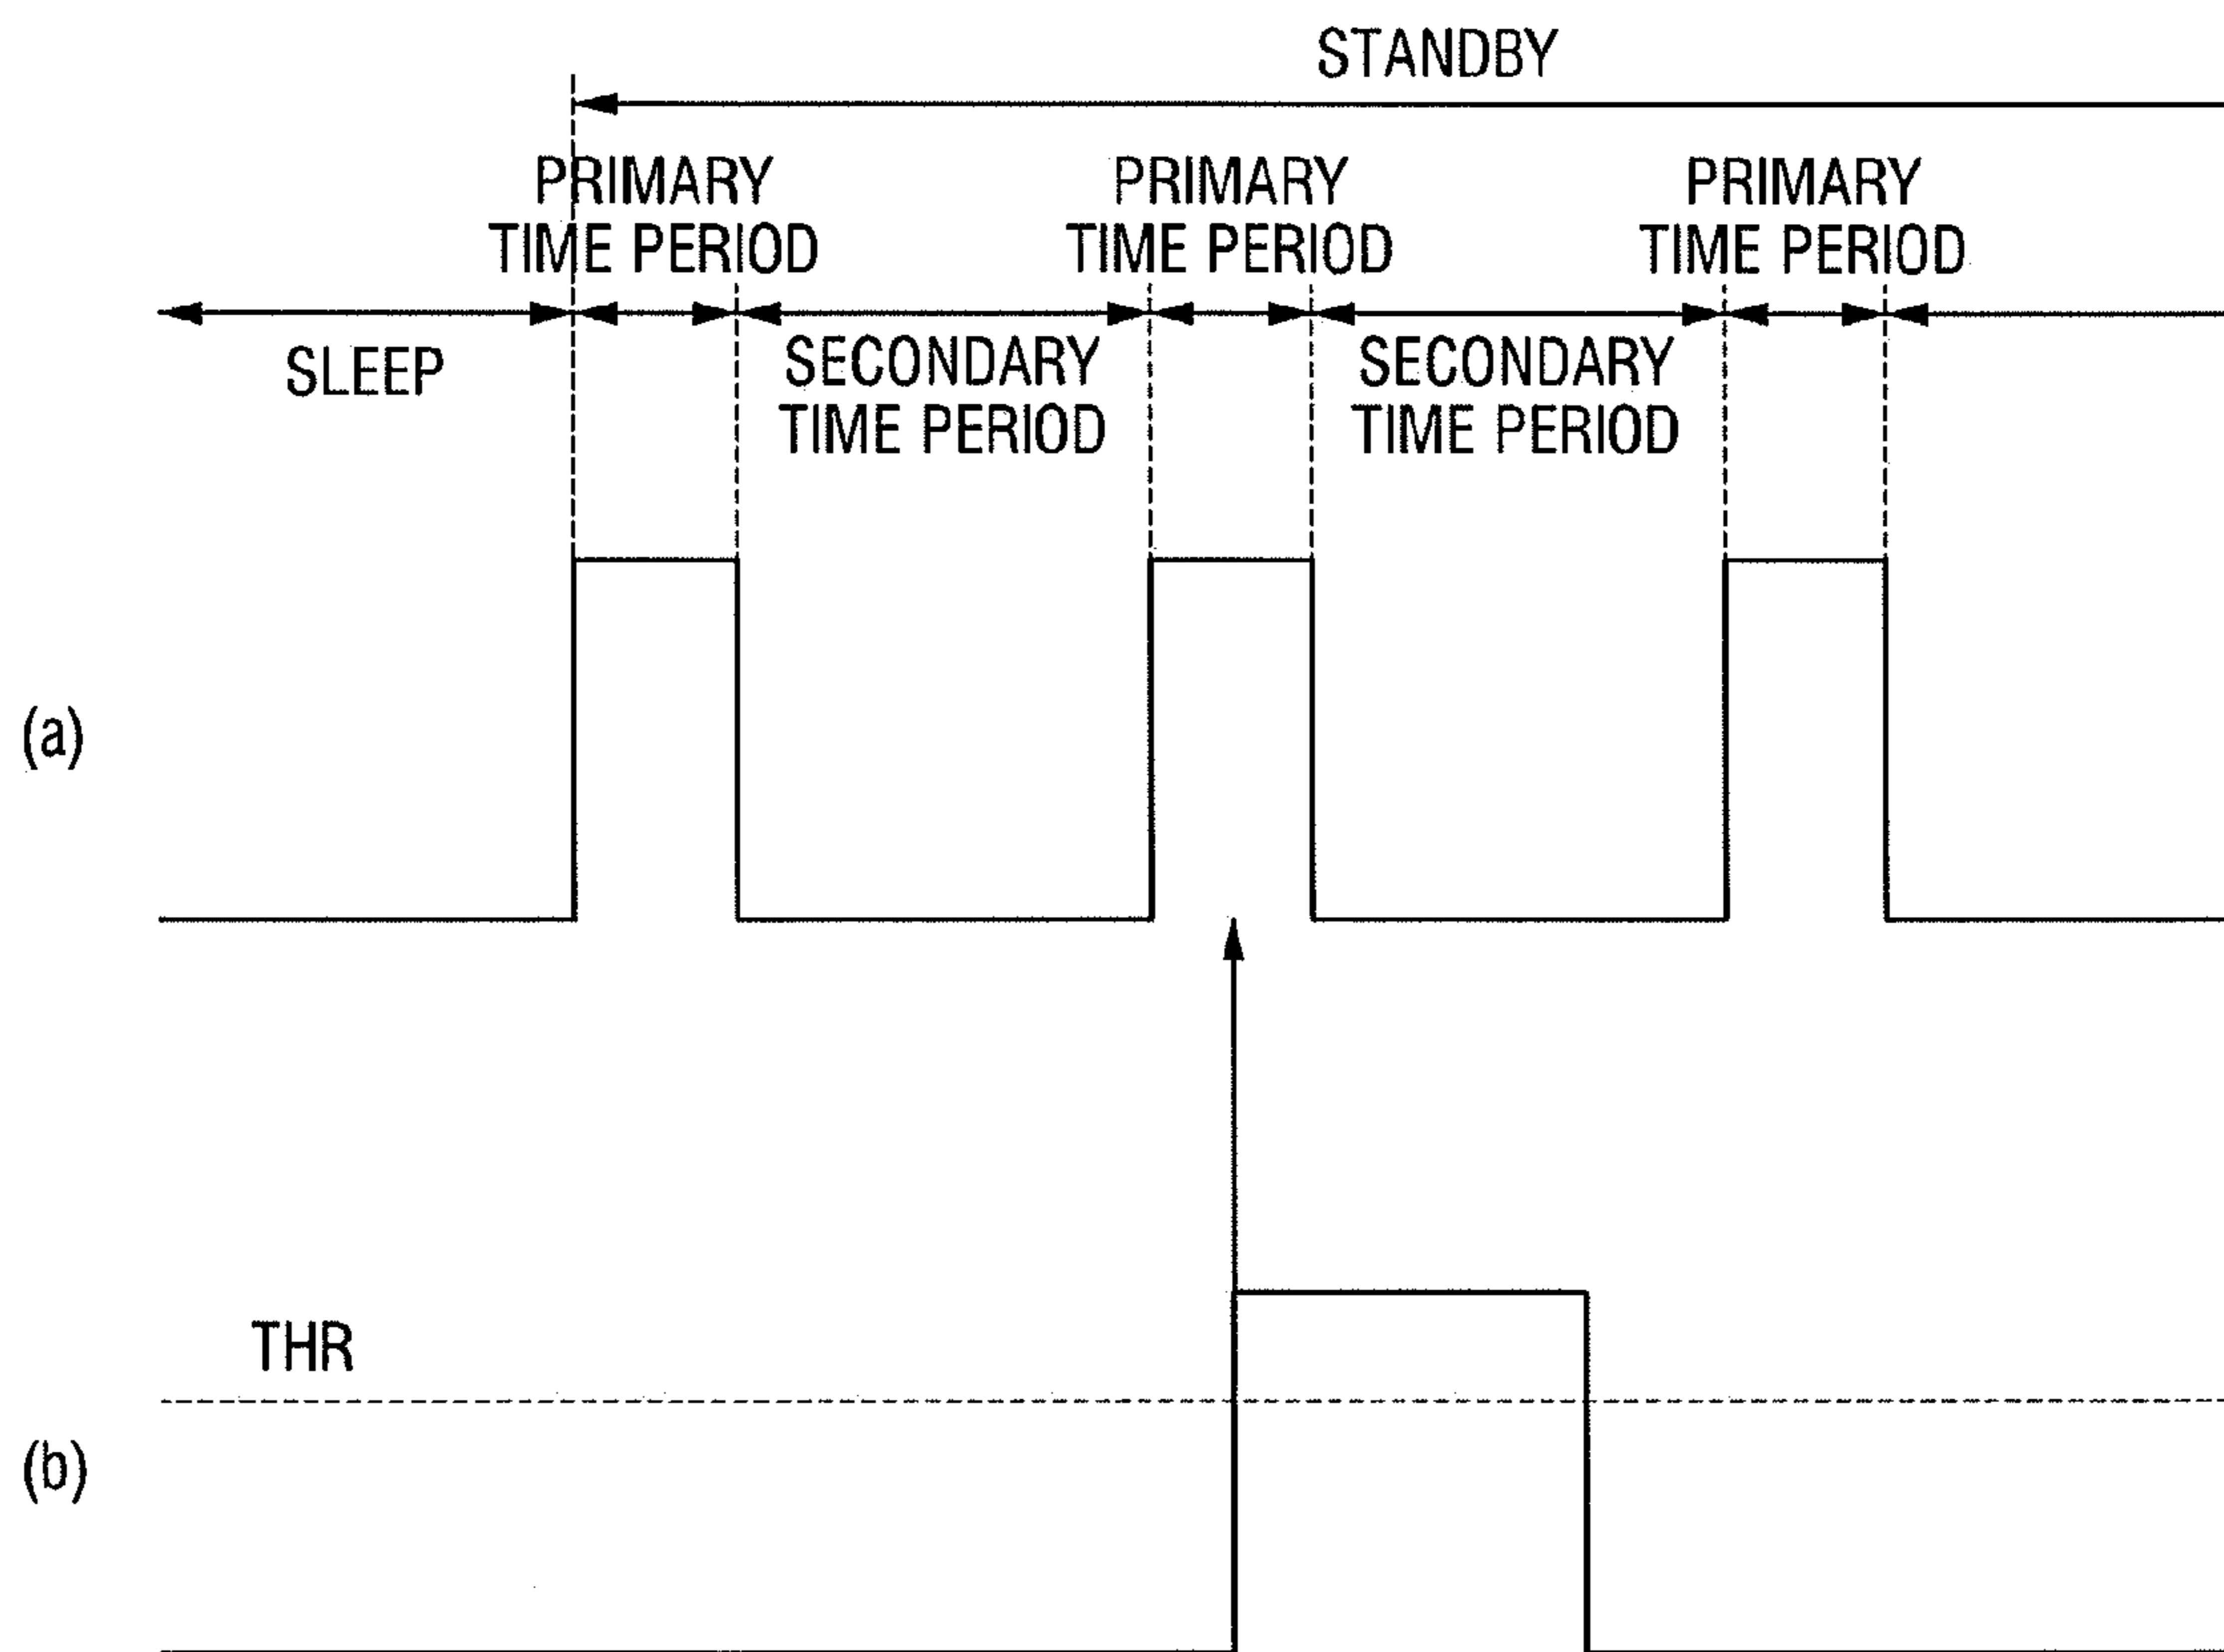 STANDBY
PRIMARY
TIME PERIOD
PRIMARY
TIME PERIOD
PRIMARY
TIME PERIOD
SLEEP
SECONDARY
TIME PERIOD
SECONDARY
TIME PERIOD
(a)
THR
(b)